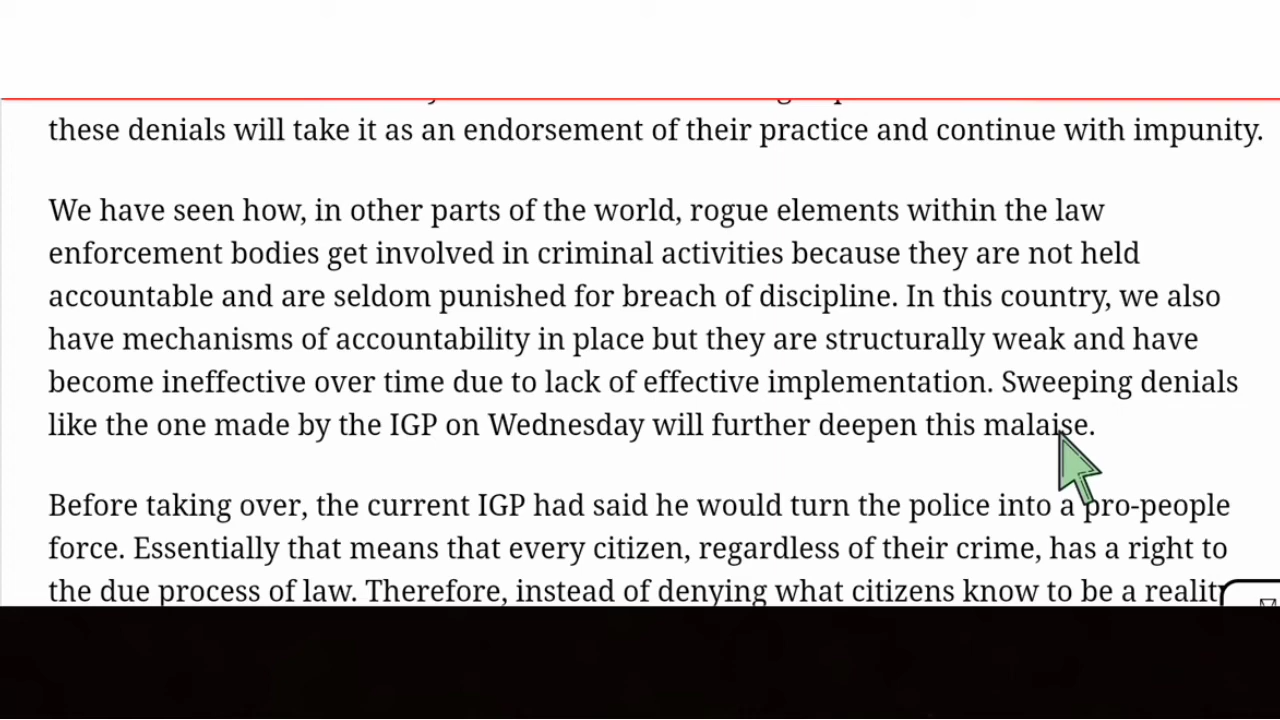 these denials will take it as an endorsement of their practice and continue with impunity.
We have seen how, in other parts of the world, rogue elements within the law
enforcement bodies get involved in criminal activities because they are not held
accountable and are seldom punished for breach of discipline. In this country, we also
have mechanisms of accountability in place but they are structurally weak and have
become ineffective over time due to lack of effective implementation. Sweeping denials
like the one made by the IGP on Wednesday will further deepen this malaise.
Before taking over, the current IGP had said he would turn the police into a pro-people
force. Essentially that means that every citizen, regardless of their crime, has a right to
the due process of law. Therefore, instead of denying what citizens know to be a reality